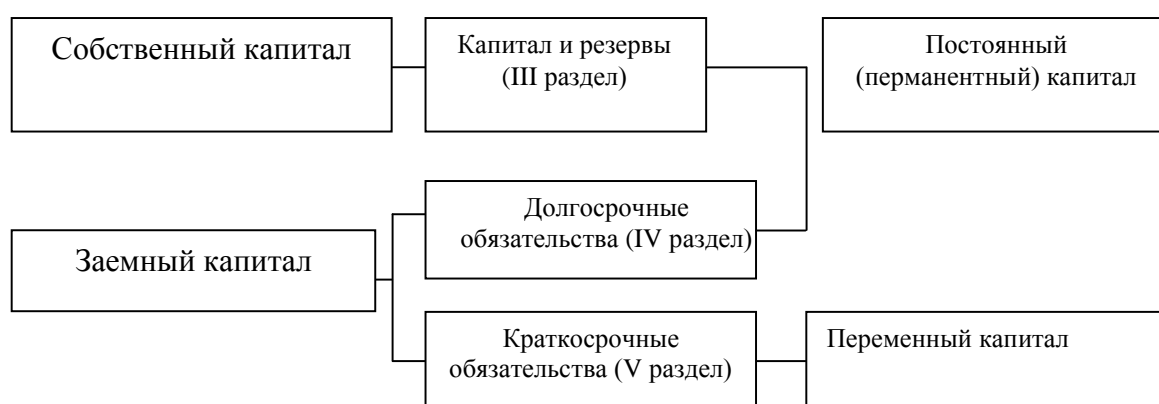 Собственный капитал
Капитал и резервы
(III раздел)
Постоянный
(перманентный) капитал
Заемный капитал
Долгосрочные
обязательства (IV раздел)
Краткосрочные
обязательства (V раздел)
Переменный капитал